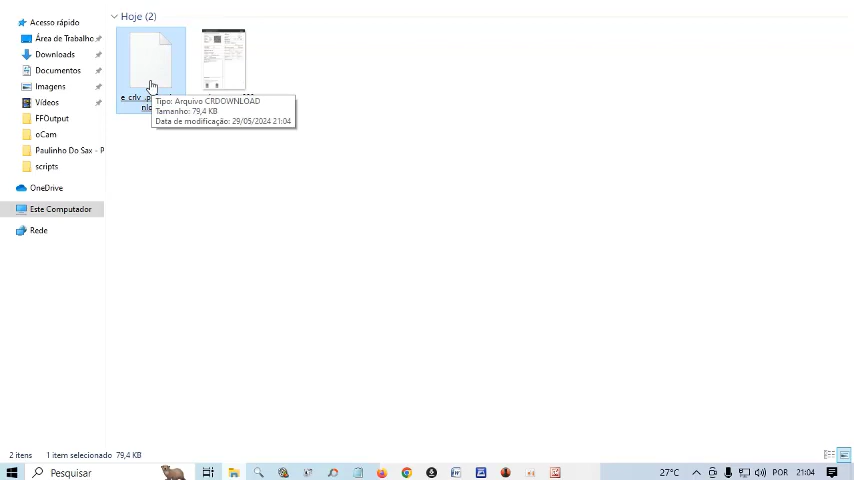 Hoje (2)
Acesso rápido
Área de Trabalho
Downloads
Documentos
Imagens
Vídeos
FFOutput
oCam
Paulinho Do Sax - P
scripts
OneDrive
Este Computador
Rede
e_crlv_.p
Tipo: Arquivo CRDOWNLOAD
Tamanho: 79,4 KB
Data de modificação: 29/05/2024 21:04
2 itens 1 item selecionado 79,4 KB
Pesquisar
27°C POR 21:04